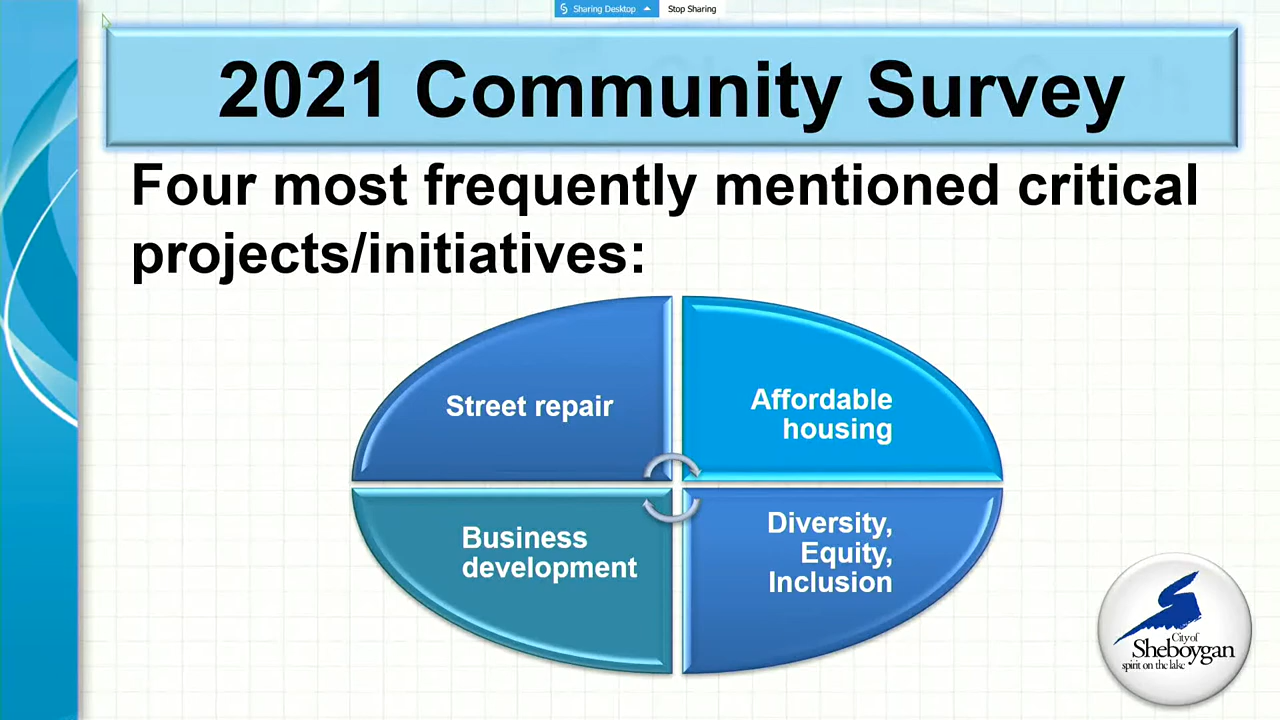 Sharing Desktop
Stop Sharing
2021 Community Survey
Four most frequently mentioned critical
projects/initiatives:
Street repair
Affordable
housing
Business
development
Diversity,
Equity,
Inclusion
City of
Sheboygan
spirit on the lake